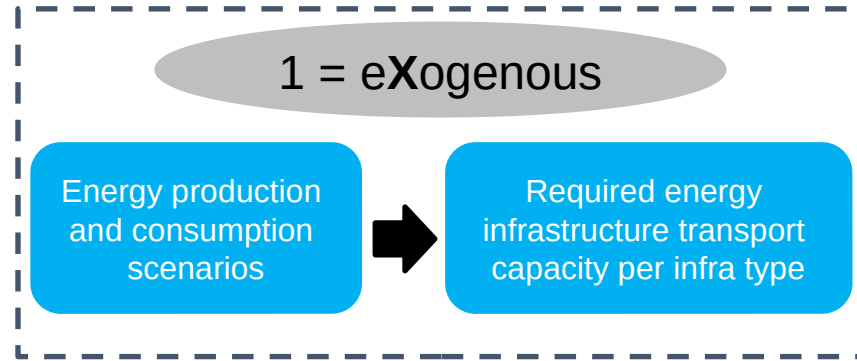 1 = eXogenous
Energy production
and consumption
scenarios
Required energy
infrastructure transport
capacity per infra type